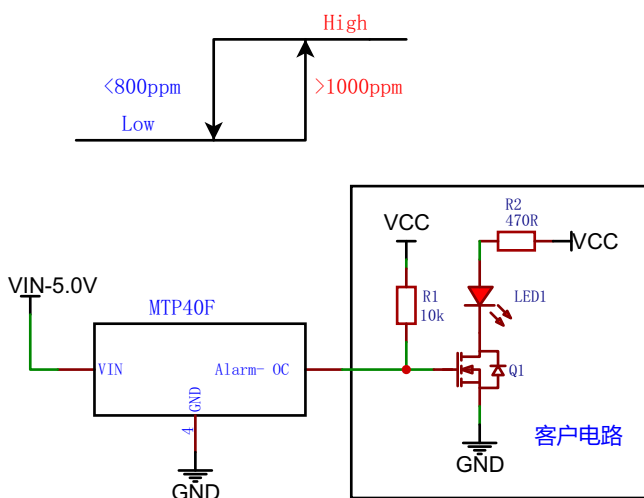 High
<800ppm
>1000ppm
Low
R2
470R
VCC
VCC
VIN-5.0V
MTP40F
R1
10k
LED1
VIN
Alarm- OC
Q1
GND
4
客户电路
GND
GND